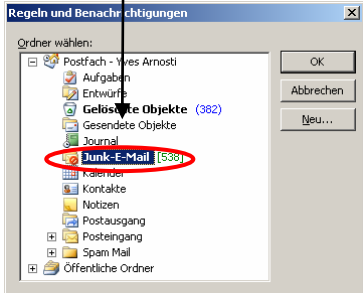 Regeln und Benachrichtigungen
Ordner wählen:
Postfach - Yves Arnosti
Aufgaben
Entwürfe
Gelöschte Objekte (382)
Gesendete Objekte
Journal
Junk-E-Mail [538]
Kalender
Kontakte
Notizen
Postausgang
Posteingang
Spam Mail
Öffentliche Ordner
OK
Abbrechen
Neu...